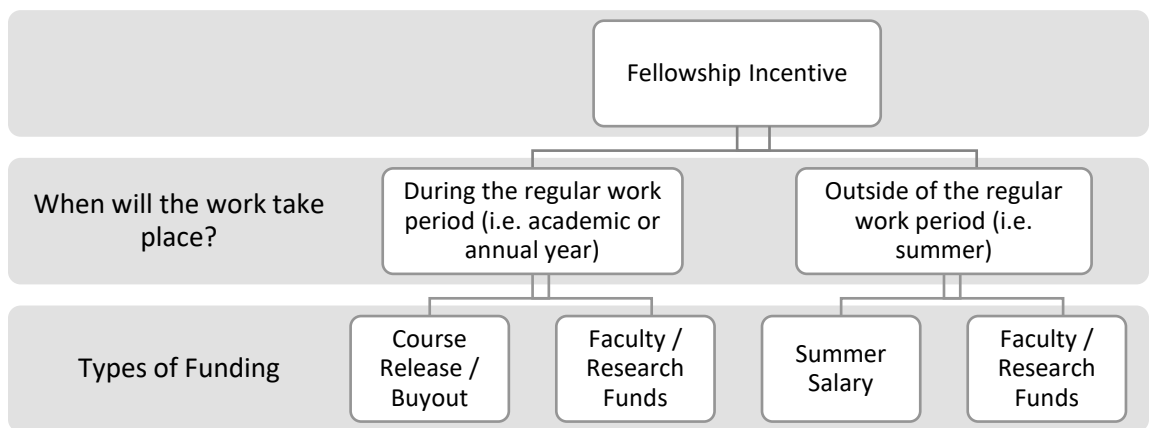 Fellowship Incentive
When will the work take
place?
During the regular work
period (i.e. academic or
annual year)
Outside of the regular
work period (i.e.
summer)
Types of Funding
Course
Release /
Buyout
Faculty /
Research
Funds
Summer
Salary
Faculty /
Research
Funds